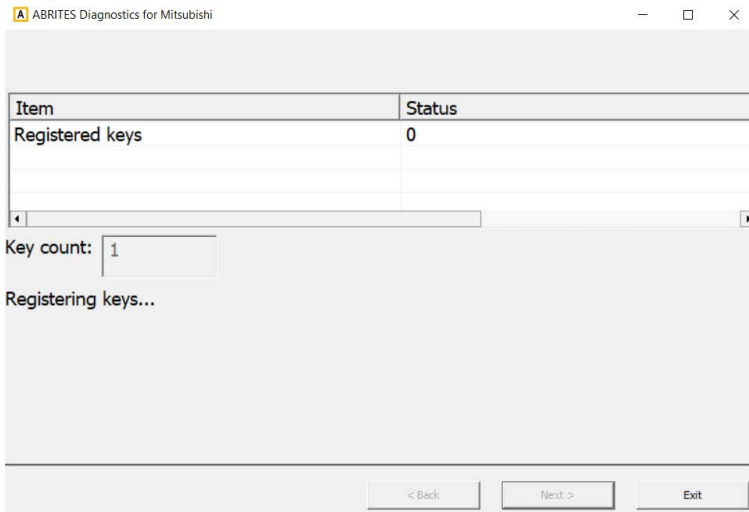 A ABRITES Diagnostics for Mitsubishi
Item Status
Registered keys 0
Key count: 1
Registering keys...
< Back Next > Exit